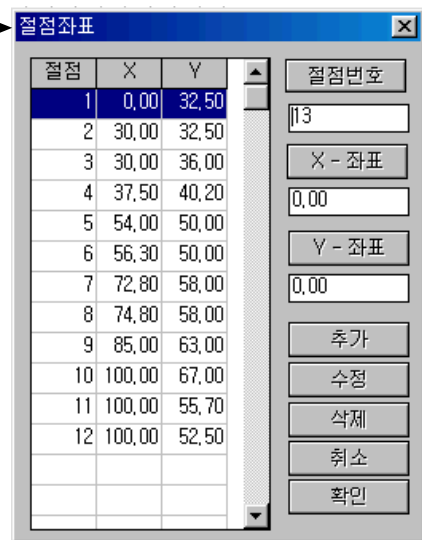 절점좌표
절점 X Y
1 0,00 32,50
2 30,00 32,50
3 30,00 36,00
4 37,50 40,20
5 54,00 50,00
6 56,30 50,00
7 72,80 58,00
8 74,80 58,00
9 85,00 63,00
10 100,00 67,00
11 100,00 55,70
12 100,00 52,50
절점번호
13
X - 좌표
0,00
Y - 좌표
0,00
추가
수정
삭제
취소
확인